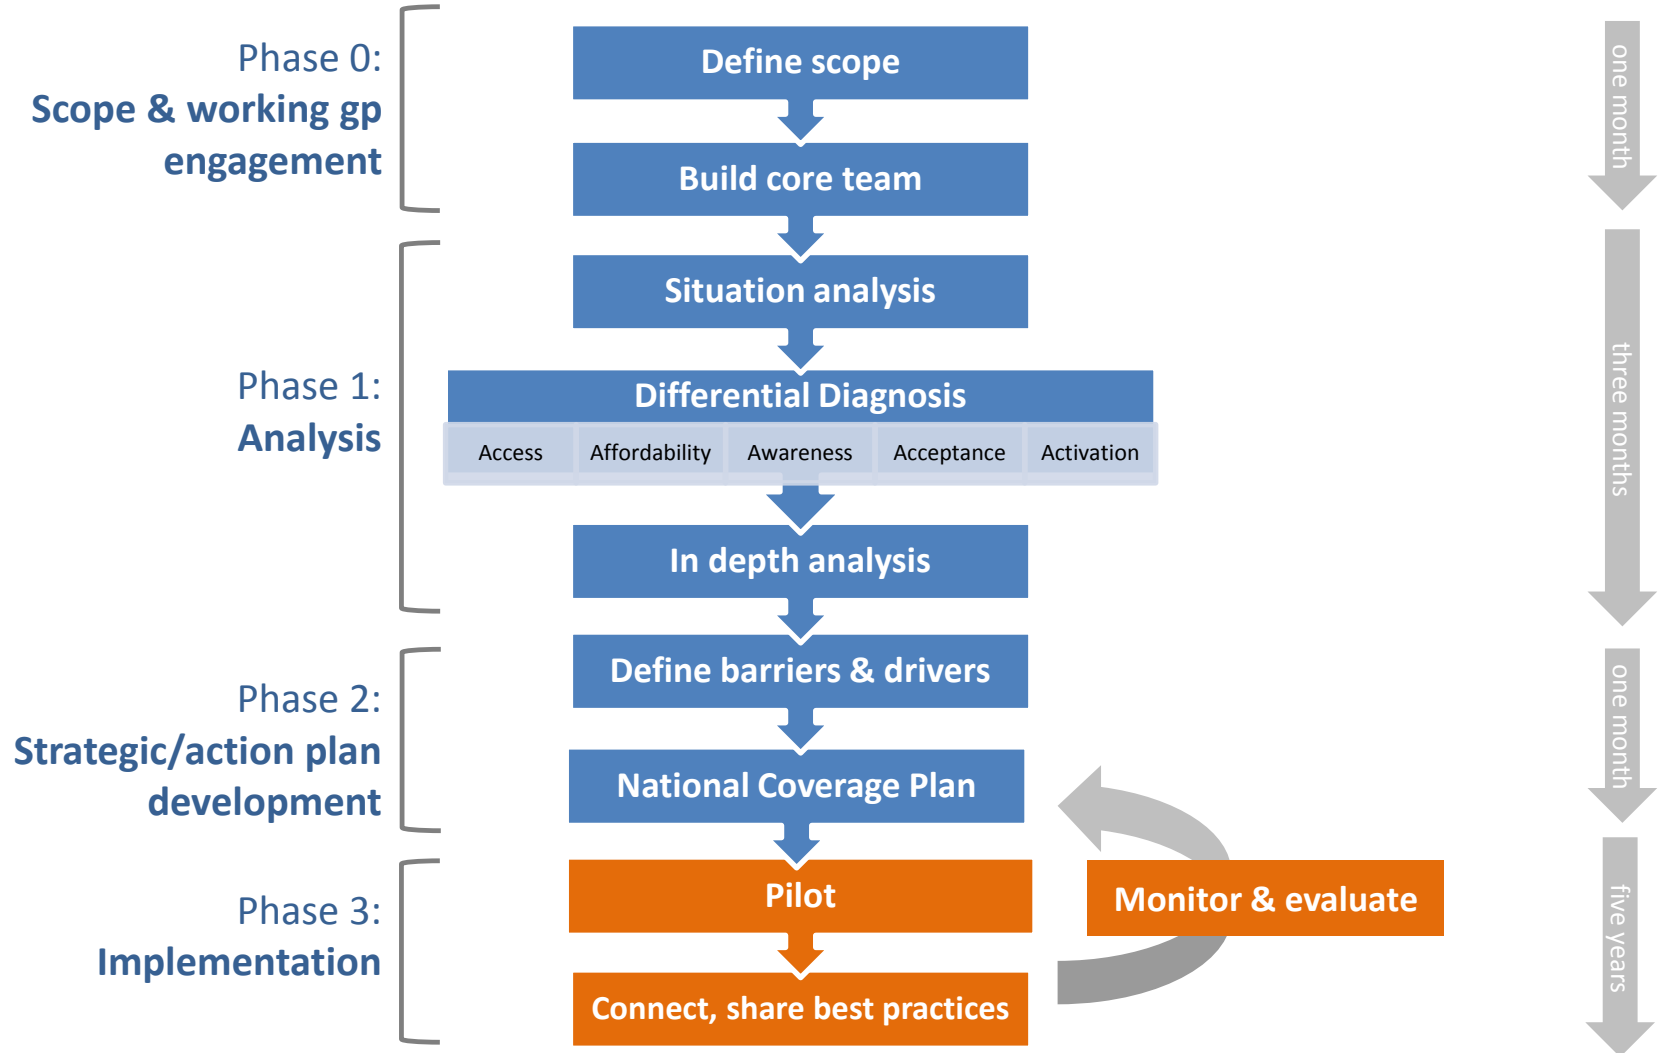 Phase 0:
Scope & working gp
engagement
Define scope
Build core team
one month
Phase 1:
Analysis
Situation analysis
Differential Diagnosis
Access
Affordability
Awareness
Acceptance
Activation
In depth analysis
three months
Phase 2:
Strategic/action plan
development
Define barriers & drivers
National Coverage Plan
one month
Phase 3:
Implementation
Pilot
Connect, share best practices
Monitor & evaluate
five years